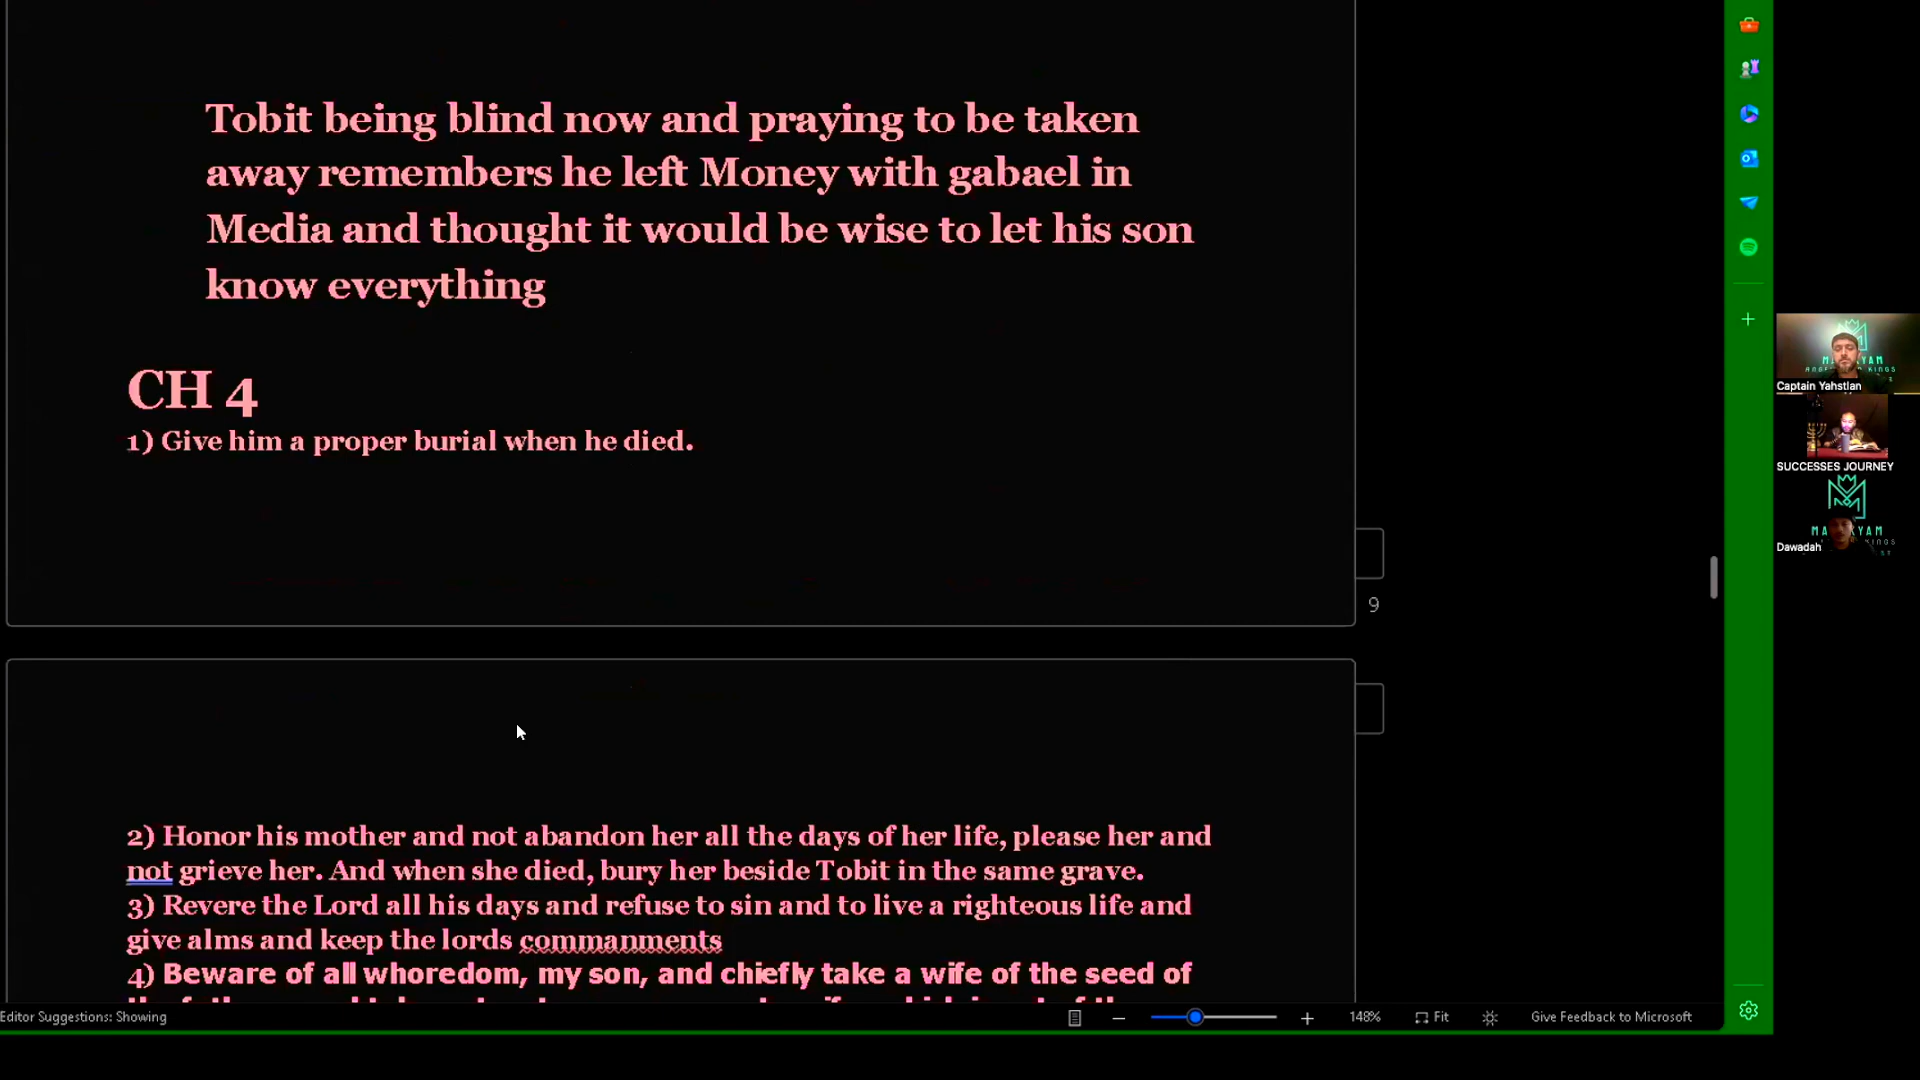 Tobit being blind now and praying to be taken
away remembers he left Money with gabael in
Media and thought it would be wise to let his son
know everything
CH 4
1) Give him a proper burial when he died.
9
2) Honor his mother and not abandon her all the days of her life, please her and
not grieve her. And when she died, bury her beside Tobit in the same grave.
3) Revere the Lord all his days and refuse to sin and to live a righteous life and
give alms and keep the lords commanments
4) Beware of all whoredom, my son, and chiefly take a wife of the seed of
Editor Suggestions: Showing
148%
Fit
Give Feedback to Microsoft
Captain Yahstlan
SUCCESSES JOURNEY
Dawadah